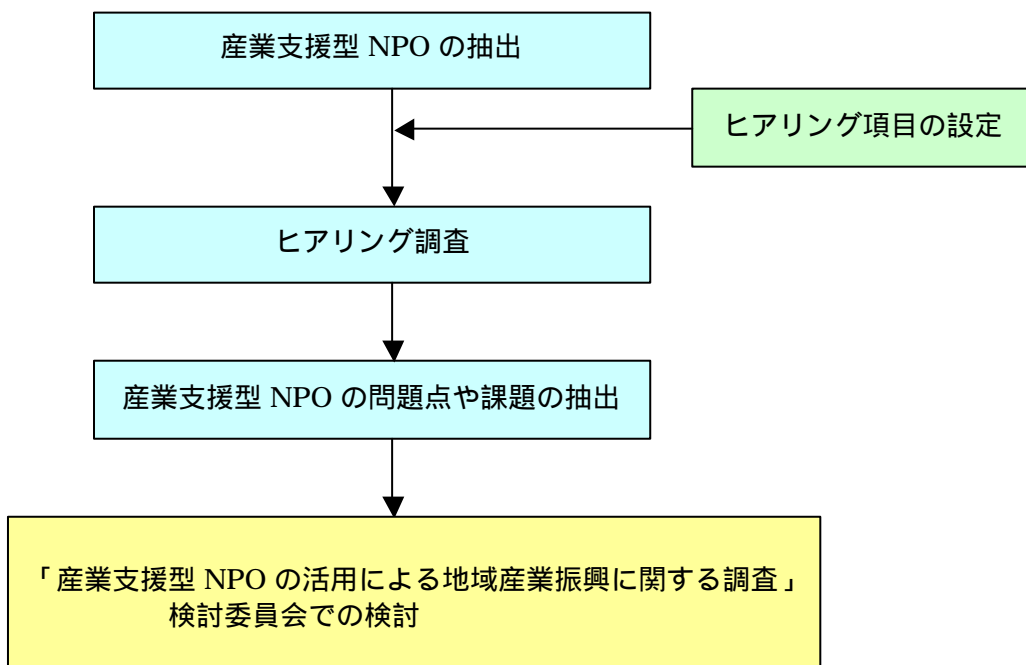 産業支援型 NPO の抽出
ヒアリング項目の設定
ヒアリング調査
産業支援型 NPO の問題点や課題の抽出
「産業支援型 NPO の活用による地域産業振興に関する調査」
検討委員会での検討